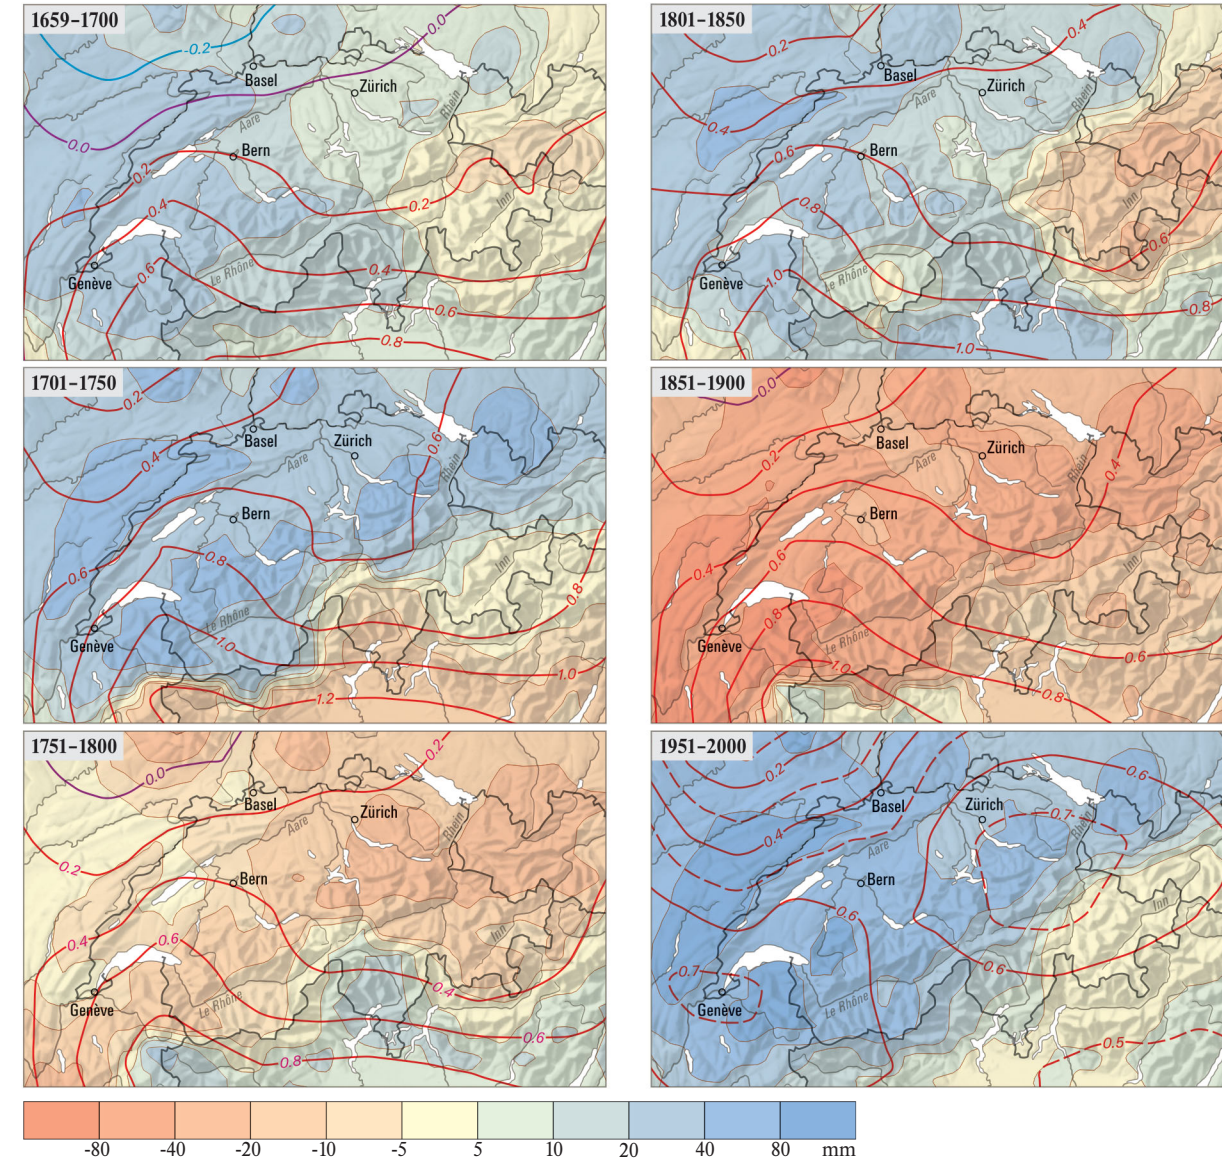 1659–1700
-0.2
0.0
0.0
Basel
Zürich
Rhein
Aare
Bern
0.2
0.2
Inn
0.4
0.4
Le Rhône
Genève
0.6
0.6
0.8
1801–1850
0.2
0.4
0.4
Basel
Zürich
Rhein
Aare
Bern
0.6
0.8
Inn
0.6
Le Rhône
Genève
1.0
0.8
1.0
1701–1750
0.2
0.4
0.6
Basel
Zürich
Rhein
Aare
Bern
0.6
0.8
Inn
0.8
Le Rhône
Genève
1.0
1.0
1.2
1851–1900
0.0
0.2
0.4
Basel
Zürich
Rhein
Aare
Bern
0.4
0.6
Inn
0.8
Le Rhône
Genève
0.6
1.0
0.8
1751–1800
0.0
0.2
Basel
Zürich
Rhein
Aare
0.2
Bern
0.4
0.6
Inn
0.4
Le Rhône
Genève
0.6
0.8
1951–2000
0.2
0.6
0.4
Basel
Zürich
0.7
Rhein
Aare
Bern
0.6
Inn
0.6
0.7
Le Rhône
Genève
0.5
-80 -40 -20 -10 -5 5 10 20 40 80 mm